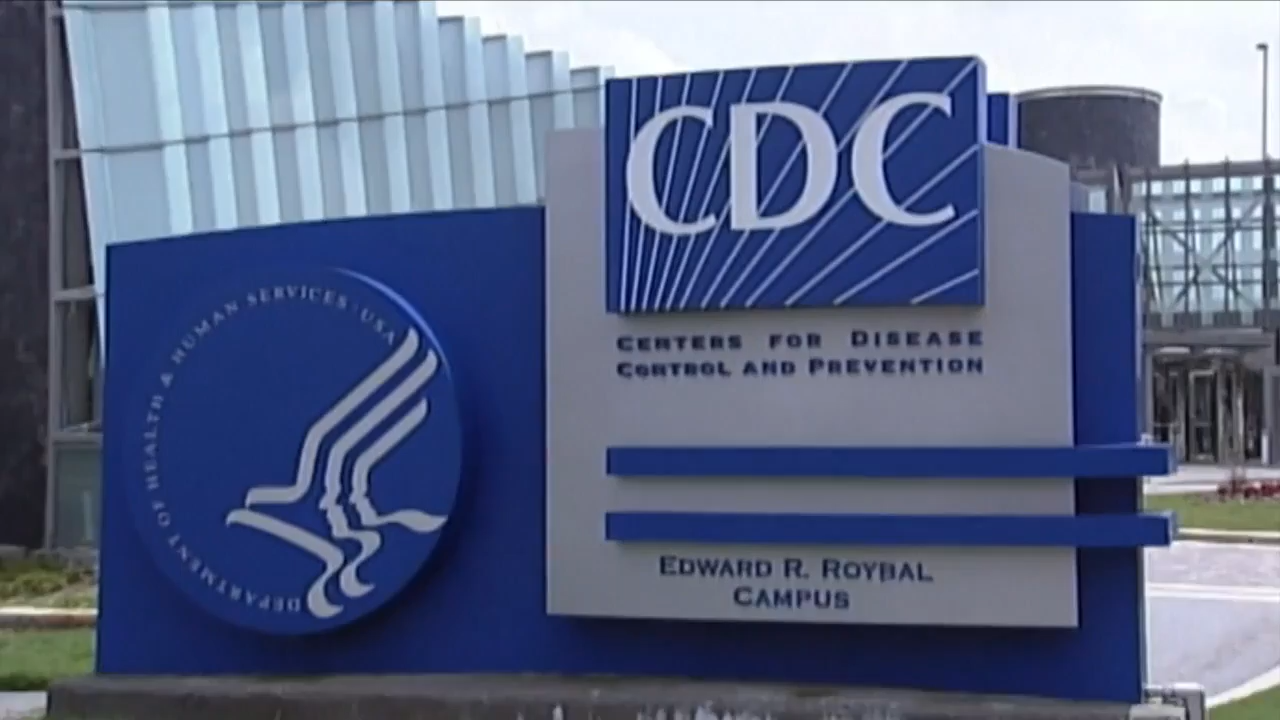 DEPARTMENT OF HEALTH & HUMAN SERVICES · USA
CDC
CENTERS FOR DISEASE
CONTROL AND PREVENTION
EDWARD R. ROYBAL
CAMPUS